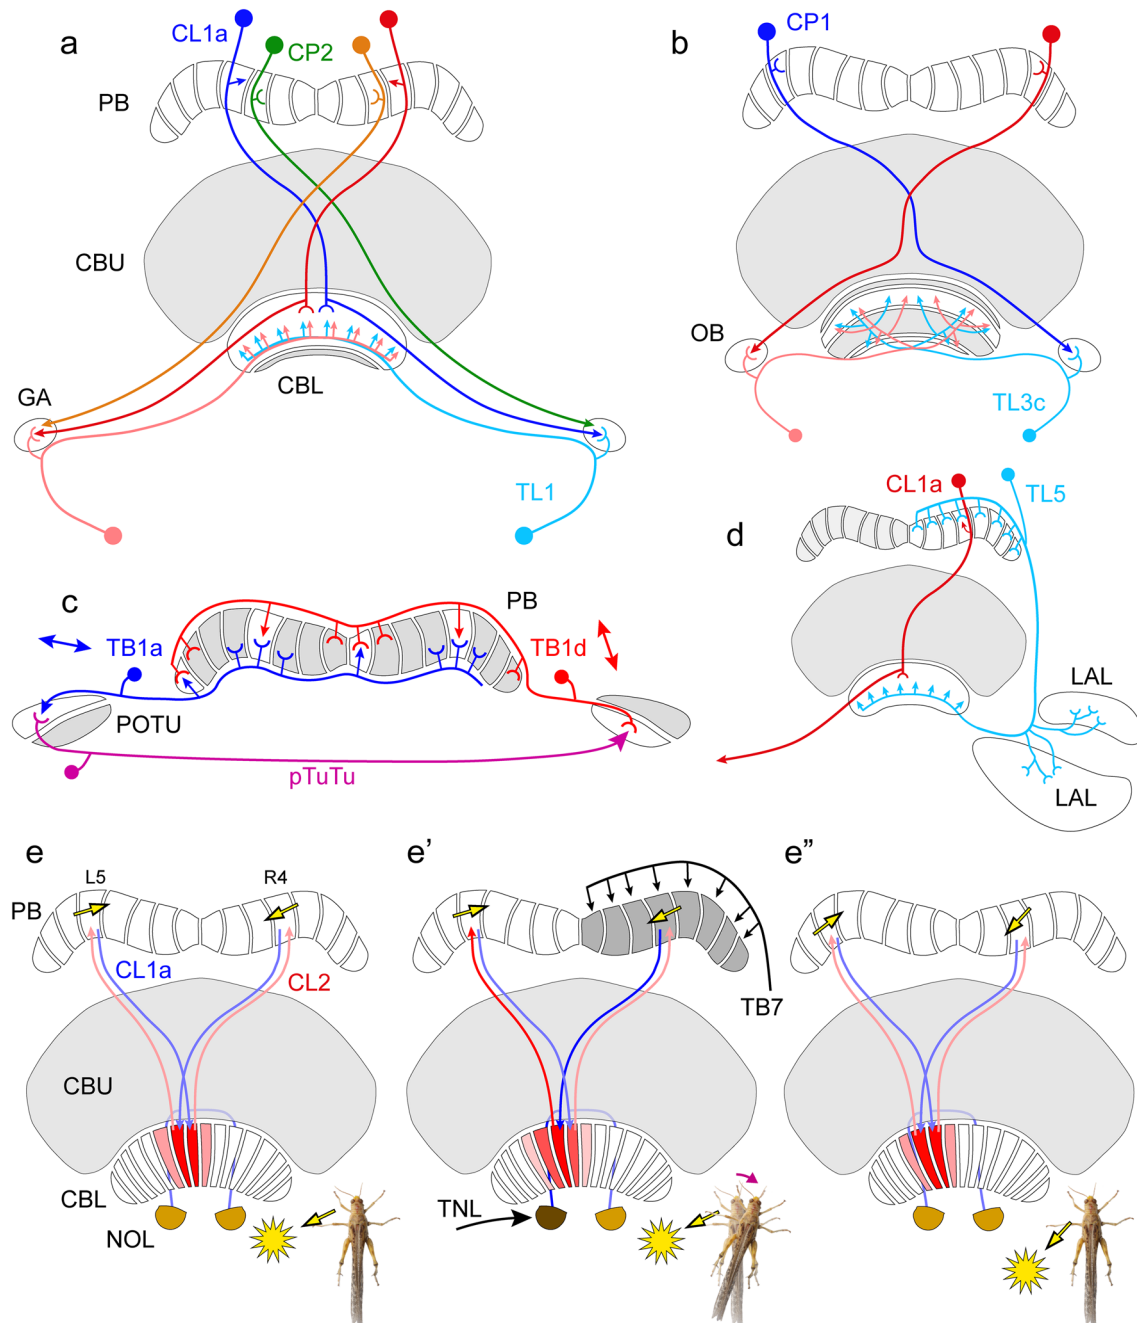 a
CL1a
CP2
PB
CBU
GA
CBL
TL1
b
CP1
OB
TL3c
c
PB
TB1a
TB1d
POTU
pTuTu
d
CL1a
TL5
LAL
LAL
e
L5
R4
PB
CL1a
CL2
CBU
CBL
NOL
e'
TB7
TNL
e"